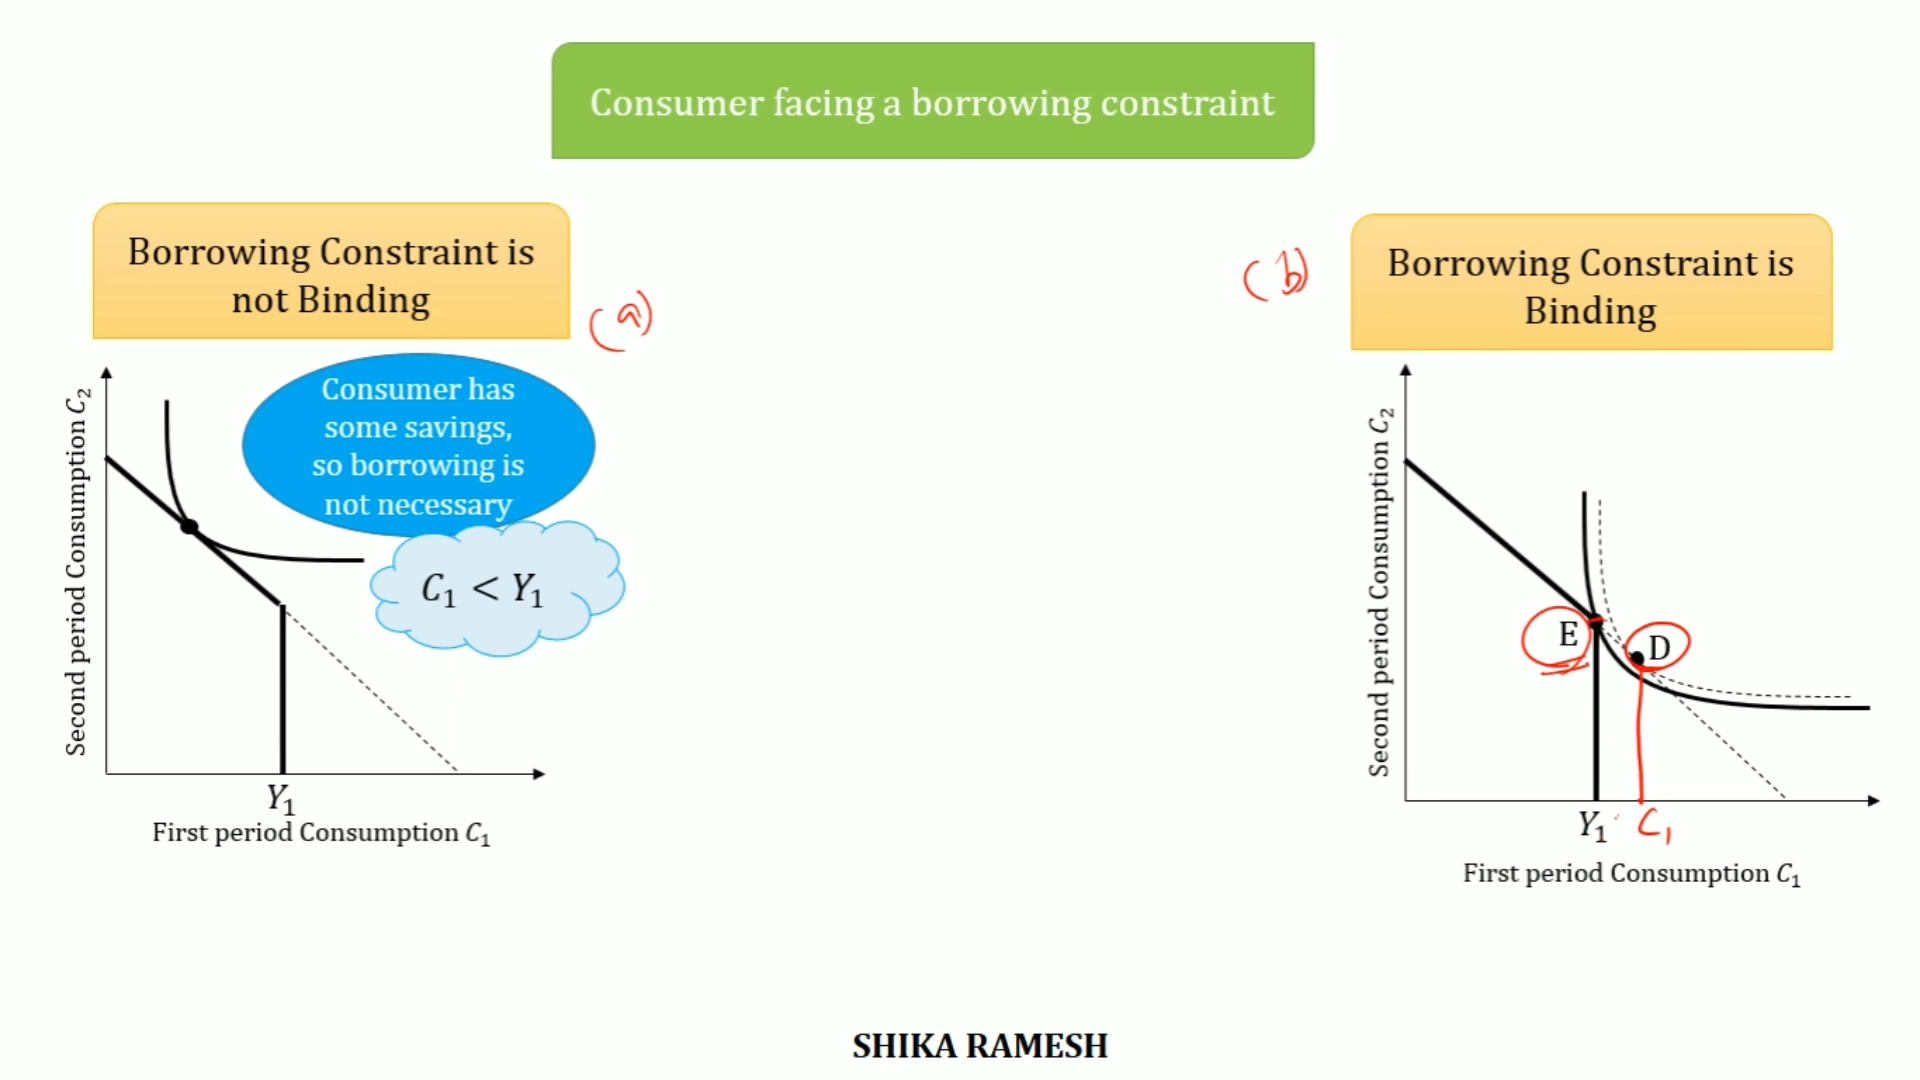 Consumer facing a borrowing constraint
Borrowing Constraint is
not Binding
(a)
Consumer has
some savings,
so borrowing is
not necessary
C₁ < Y₁
Second period Consumption C₂
Y₁
First period Consumption C₁
(b)
Borrowing Constraint is
Binding
Second period Consumption C₂
E
D
Y₁
C₁
First period Consumption C₁
SHIKA RAMESH